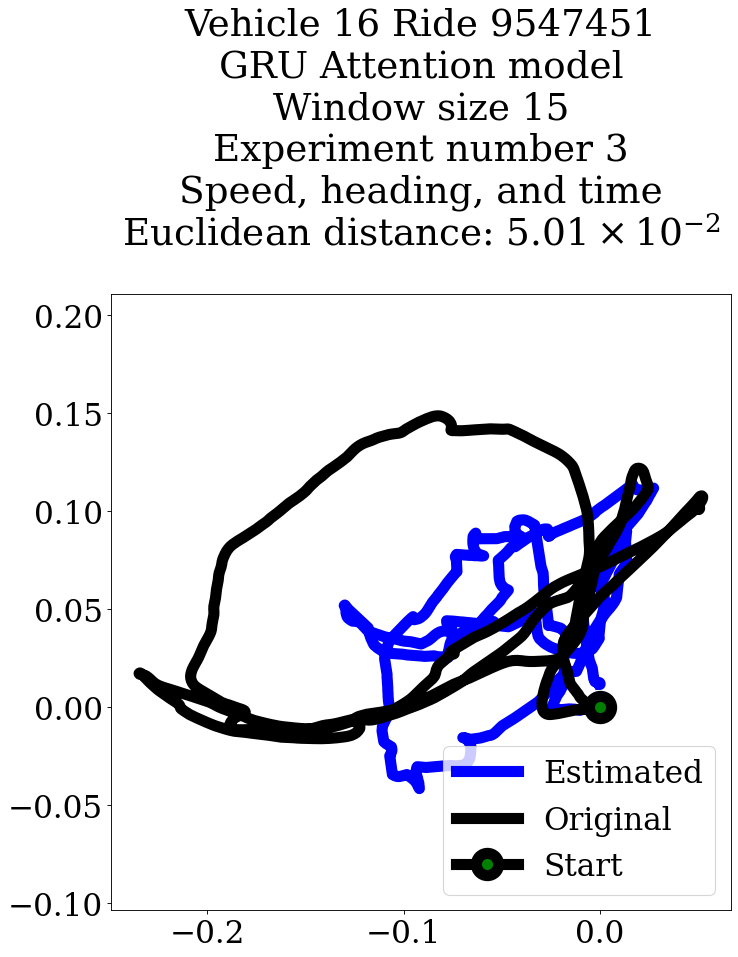 Vehicle 16 Ride 9547451
GRU Attention model
Window size 15
Experiment number 3
Speed, heading, and time
Euclidean distance: 5.01 × 10⁻²
0.20
0.15
0.10
0.05
0.00
−0.05
−0.10
Estimated
Original
Start
−0.2
−0.1
0.0